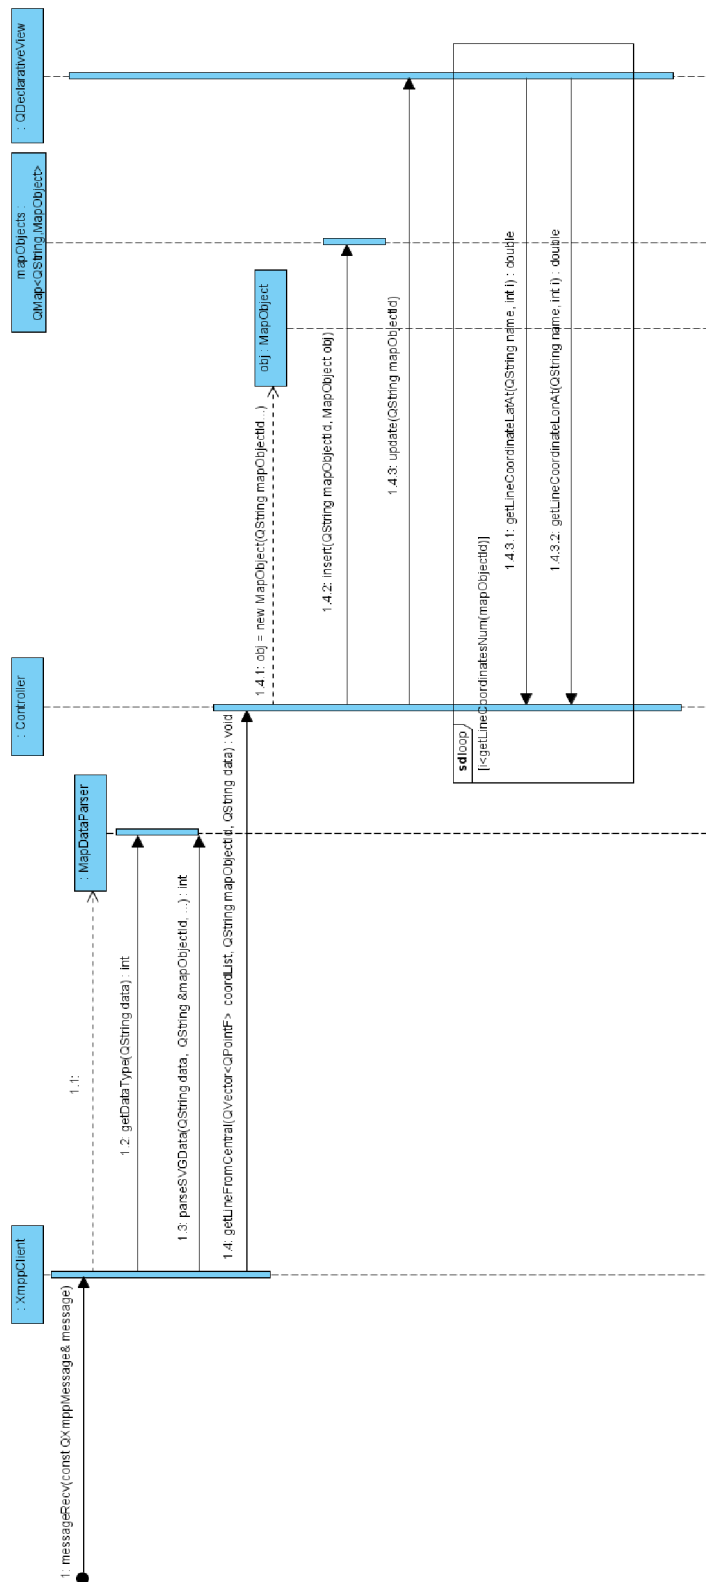 : XmppClient
: MapDataParser
: Controller
obj : MapObject
mapObjects :
QMap<QString,MapObject>
: QDeclarativeView
1: messageRecv(const QXmppMessage& message)
1.1:
1.2: getDataType(QString data) : int
1.3: parseSVGData(QString data, QString &mapObjectId, ...) : int
1.4: getLineFromCentral(QVector<QPointF> coordList, QString mapObjectId, QString data) : void
1.4.1: obj = new MapObject(QString mapObjectId...)
1.4.2: insert(QString mapObjectId, MapObject obj)
1.4.3: update(QString mapObjectId)
sd loop
[i<getLineCoordinatesNum(mapObjectId)]
1.4.3.1: getLineCoordinateLatAt(QString name, int i) : double
1.4.3.2: getLineCoordinateLonAt(QString name, int i) : double